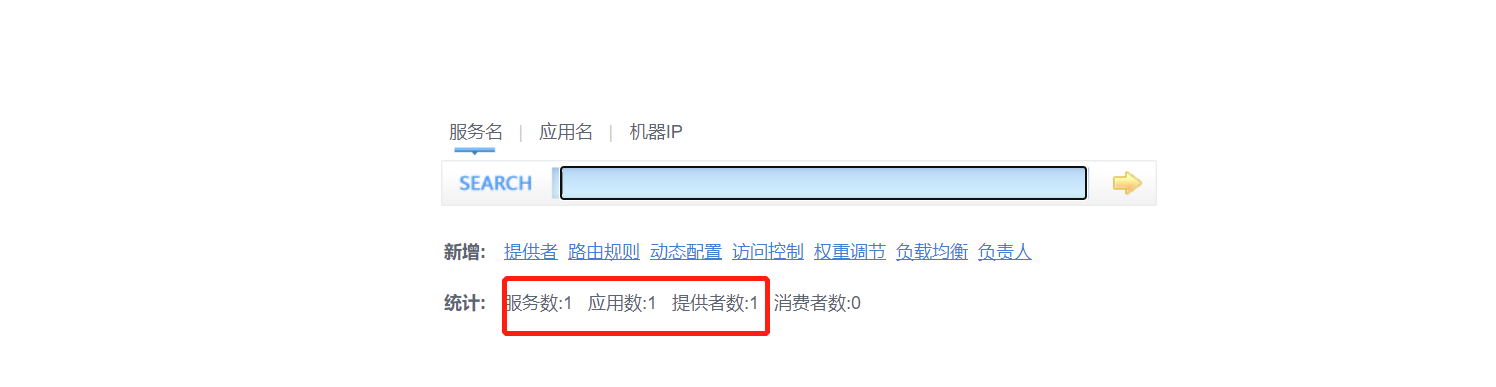 服务名 | 应用名 | 机器IP
SEARCH
新增: 提供者 路由规则 动态配置 访问控制 权重调节 负载均衡 负责人
统计: 服务数:1 应用数:1 提供者数:1 消费者数:0